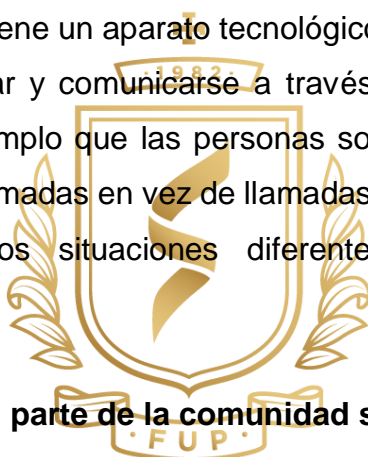 ene un aparato tecnológico
1982
ar y comunicarse a través
mplo que las personas so
madas en vez de llamadas
os situaciones diferente
parte de la comunidad s
· FUP ·